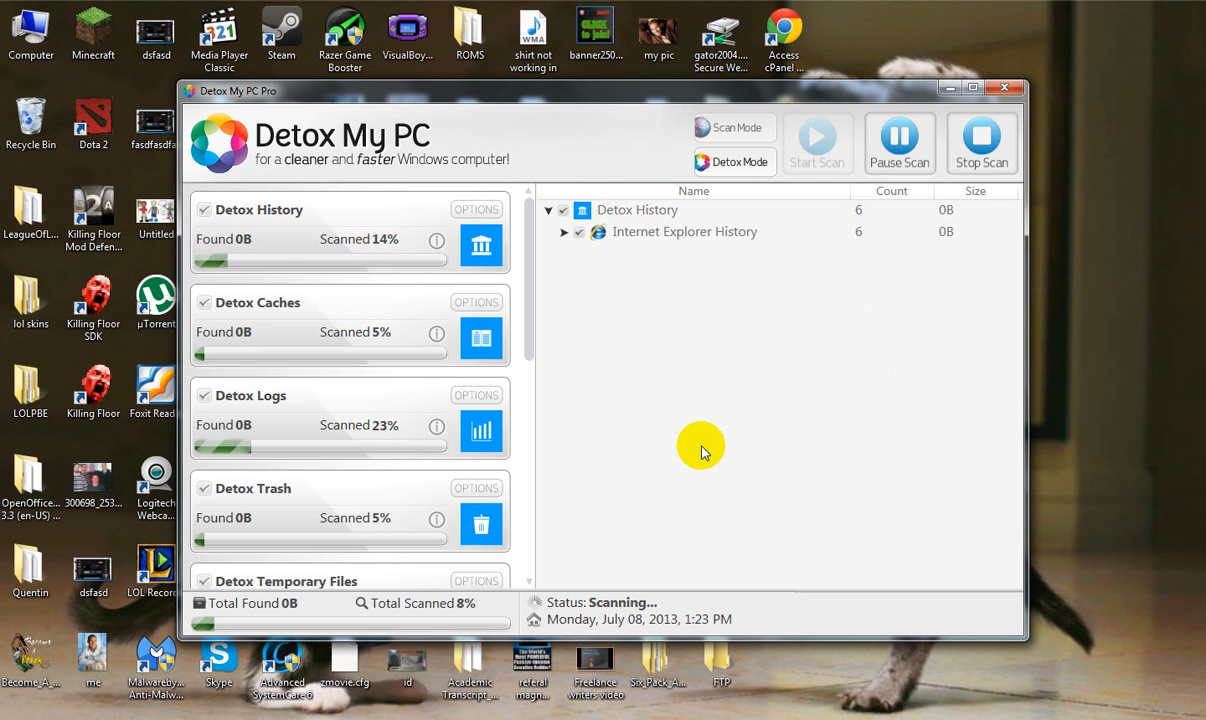 Computer
Minecraft
dsfasd
Media Player
Classic
Steam
Razer Game
Booster
VisualBoy...
ROMS
shirt not
working in
banner250...
my pic
gator2004....
Secure We...
Access
cPanel ...
CLICK
to join!
Detox My PC Pro
Detox My PC
for a cleaner and faster Windows computer!
Scan Mode
Detox Mode
Start Scan
Pause Scan
Stop Scan
Recycle Bin
Dota 2
fasdfasdfa...
LeagueOfL...
Killing Floor
Mod Defen...
Untitled
lol skins
Killing Floor
SDK
µTorrent
LOLPBE
Killing Floor
Foxit Read
OpenOffice...
3.3 (en-US) ...
300698_253...
Logitech
Webca...
Quentin
dsfasd
LOL Record
Detox History
OPTIONS
Found 0B
Scanned 14%
Detox Caches
OPTIONS
Found 0B
Scanned 5%
Detox Logs
OPTIONS
Found 0B
Scanned 23%
Detox Trash
OPTIONS
Found 0B
Scanned 5%
Detox Temporary Files
OPTIONS
Name
Count
Size
Detox History
6
0B
Internet Explorer History
6
0B
Total Found 0B
Total Scanned 8%
Status: Scanning...
Monday, July 08, 2013, 1:23 PM
Become_A_...
me
Malwareby...
Anti-Malw...
Skype
Advanced
SystemCare 6
zmovie.cfg
id
Academic
Transcript_...
referal
magn...
Freelance
writers video
Six_Pack_A...
FTP